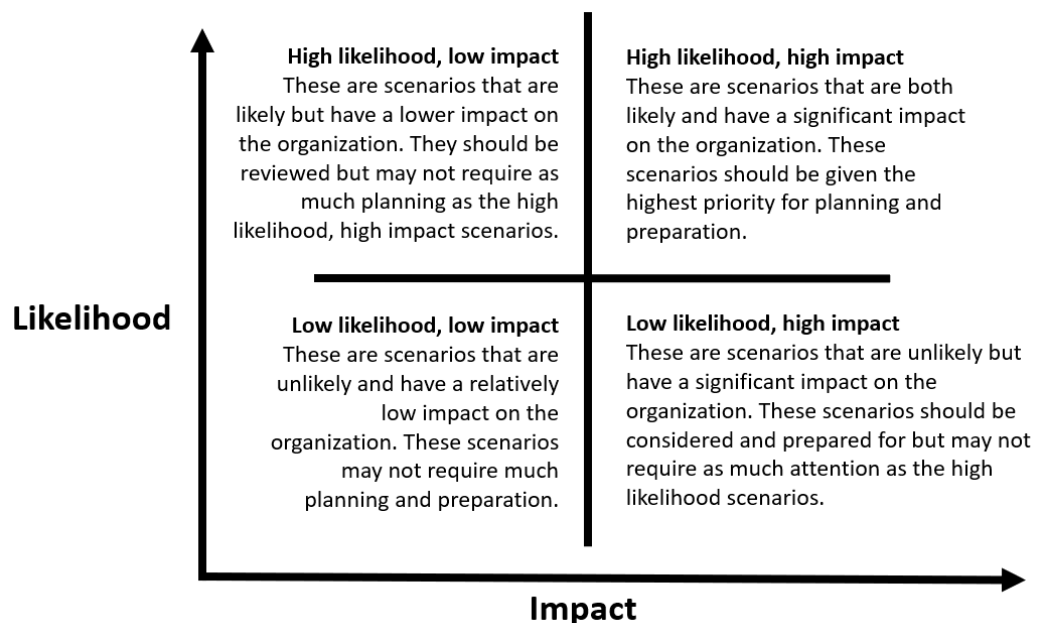 High likelihood, low impact
These are scenarios that are
likely but have a lower impact on
the organization. They should be
reviewed but may not require as
much planning as the high
likelihood, high impact scenarios.
High likelihood, high impact
These are scenarios that are both
likely and have a significant impact
on the organization. These
scenarios should be given the
highest priority for planning and
preparation.
Likelihood
Low likelihood, low impact
These are scenarios that are
unlikely and have a relatively
low impact on the
organization. These scenarios
may not require much
planning and preparation.
Low likelihood, high impact
These are scenarios that are unlikely but
have a significant impact on the
organization. These scenarios should be
considered and prepared for but may not
require as much attention as the high
likelihood scenarios.
Impact